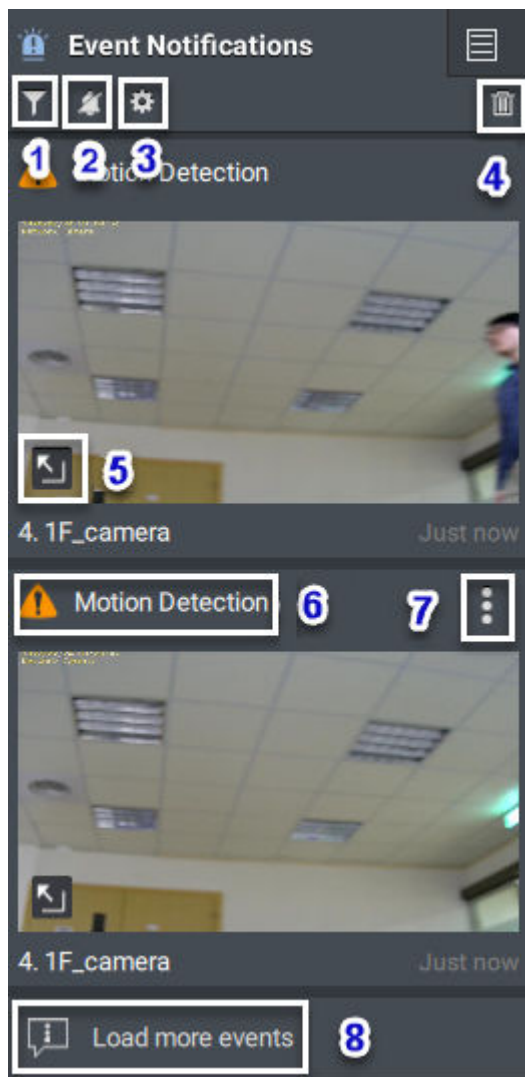 Event Notifications
1 2 3 4
Motion Detection
5
4. 1F_camera Just now
Motion Detection 6 7
4. 1F_camera Just now
Load more events 8